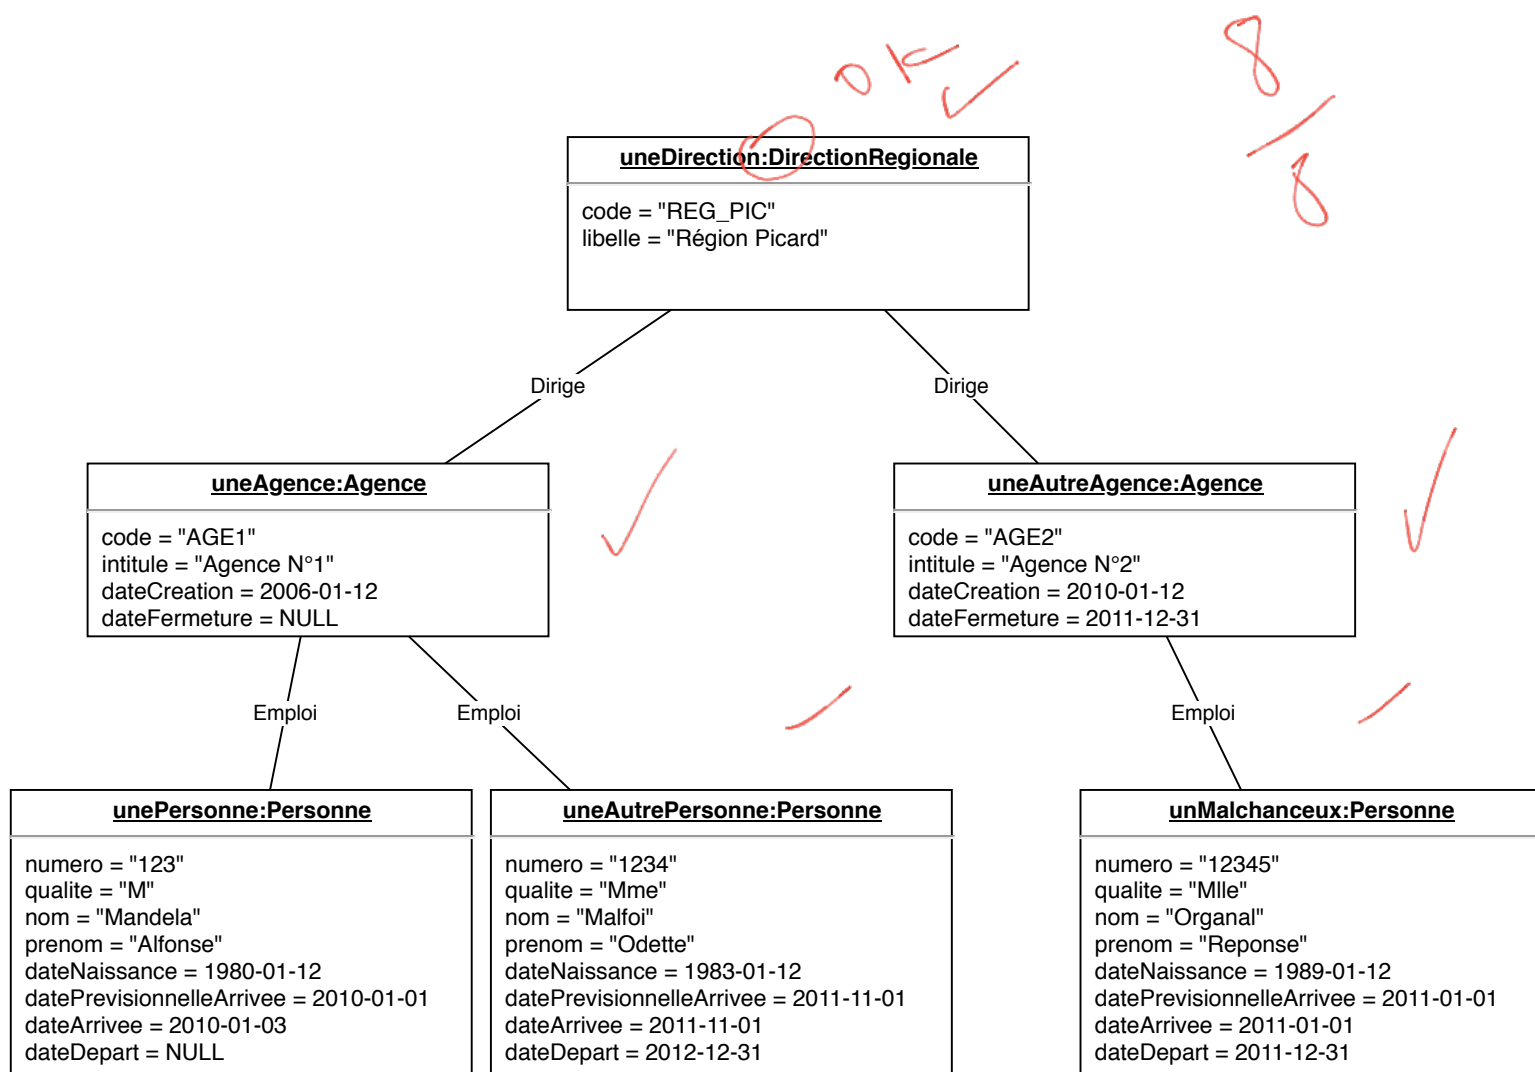 OK
8
/
8
uneDirection:DirectionRegionale
code = "REG_PIC"
libelle = "Région Picard"
Dirige
Dirige
uneAgence:Agence
code = "AGE1"
intitule = "Agence N°1"
dateCreation = 2006-01-12
dateFermeture = NULL
uneAutreAgence:Agence
code = "AGE2"
intitule = "Agence N°2"
dateCreation = 2010-01-12
dateFermeture = 2011-12-31
Emploi
Emploi
Emploi
unePersonne:Personne
numero = "123"
qualite = "M"
nom = "Mandela"
prenom = "Alfonse"
dateNaissance = 1980-01-12
datePrevisionnelleArrivee = 2010-01-01
dateArrivee = 2010-01-03
dateDepart = NULL
uneAutrePersonne:Personne
numero = "1234"
qualite = "Mme"
nom = "Malfoi"
prenom = "Odette"
dateNaissance = 1983-01-12
datePrevisionnelleArrivee = 2011-11-01
dateArrivee = 2011-11-01
dateDepart = 2012-12-31
unMalchanceux:Personne
numero = "12345"
qualite = "Mlle"
nom = "Organal"
prenom = "Reponse"
dateNaissance = 1989-01-12
datePrevisionnelleArrivee = 2011-01-01
dateArrivee = 2011-01-01
dateDepart = 2011-12-31